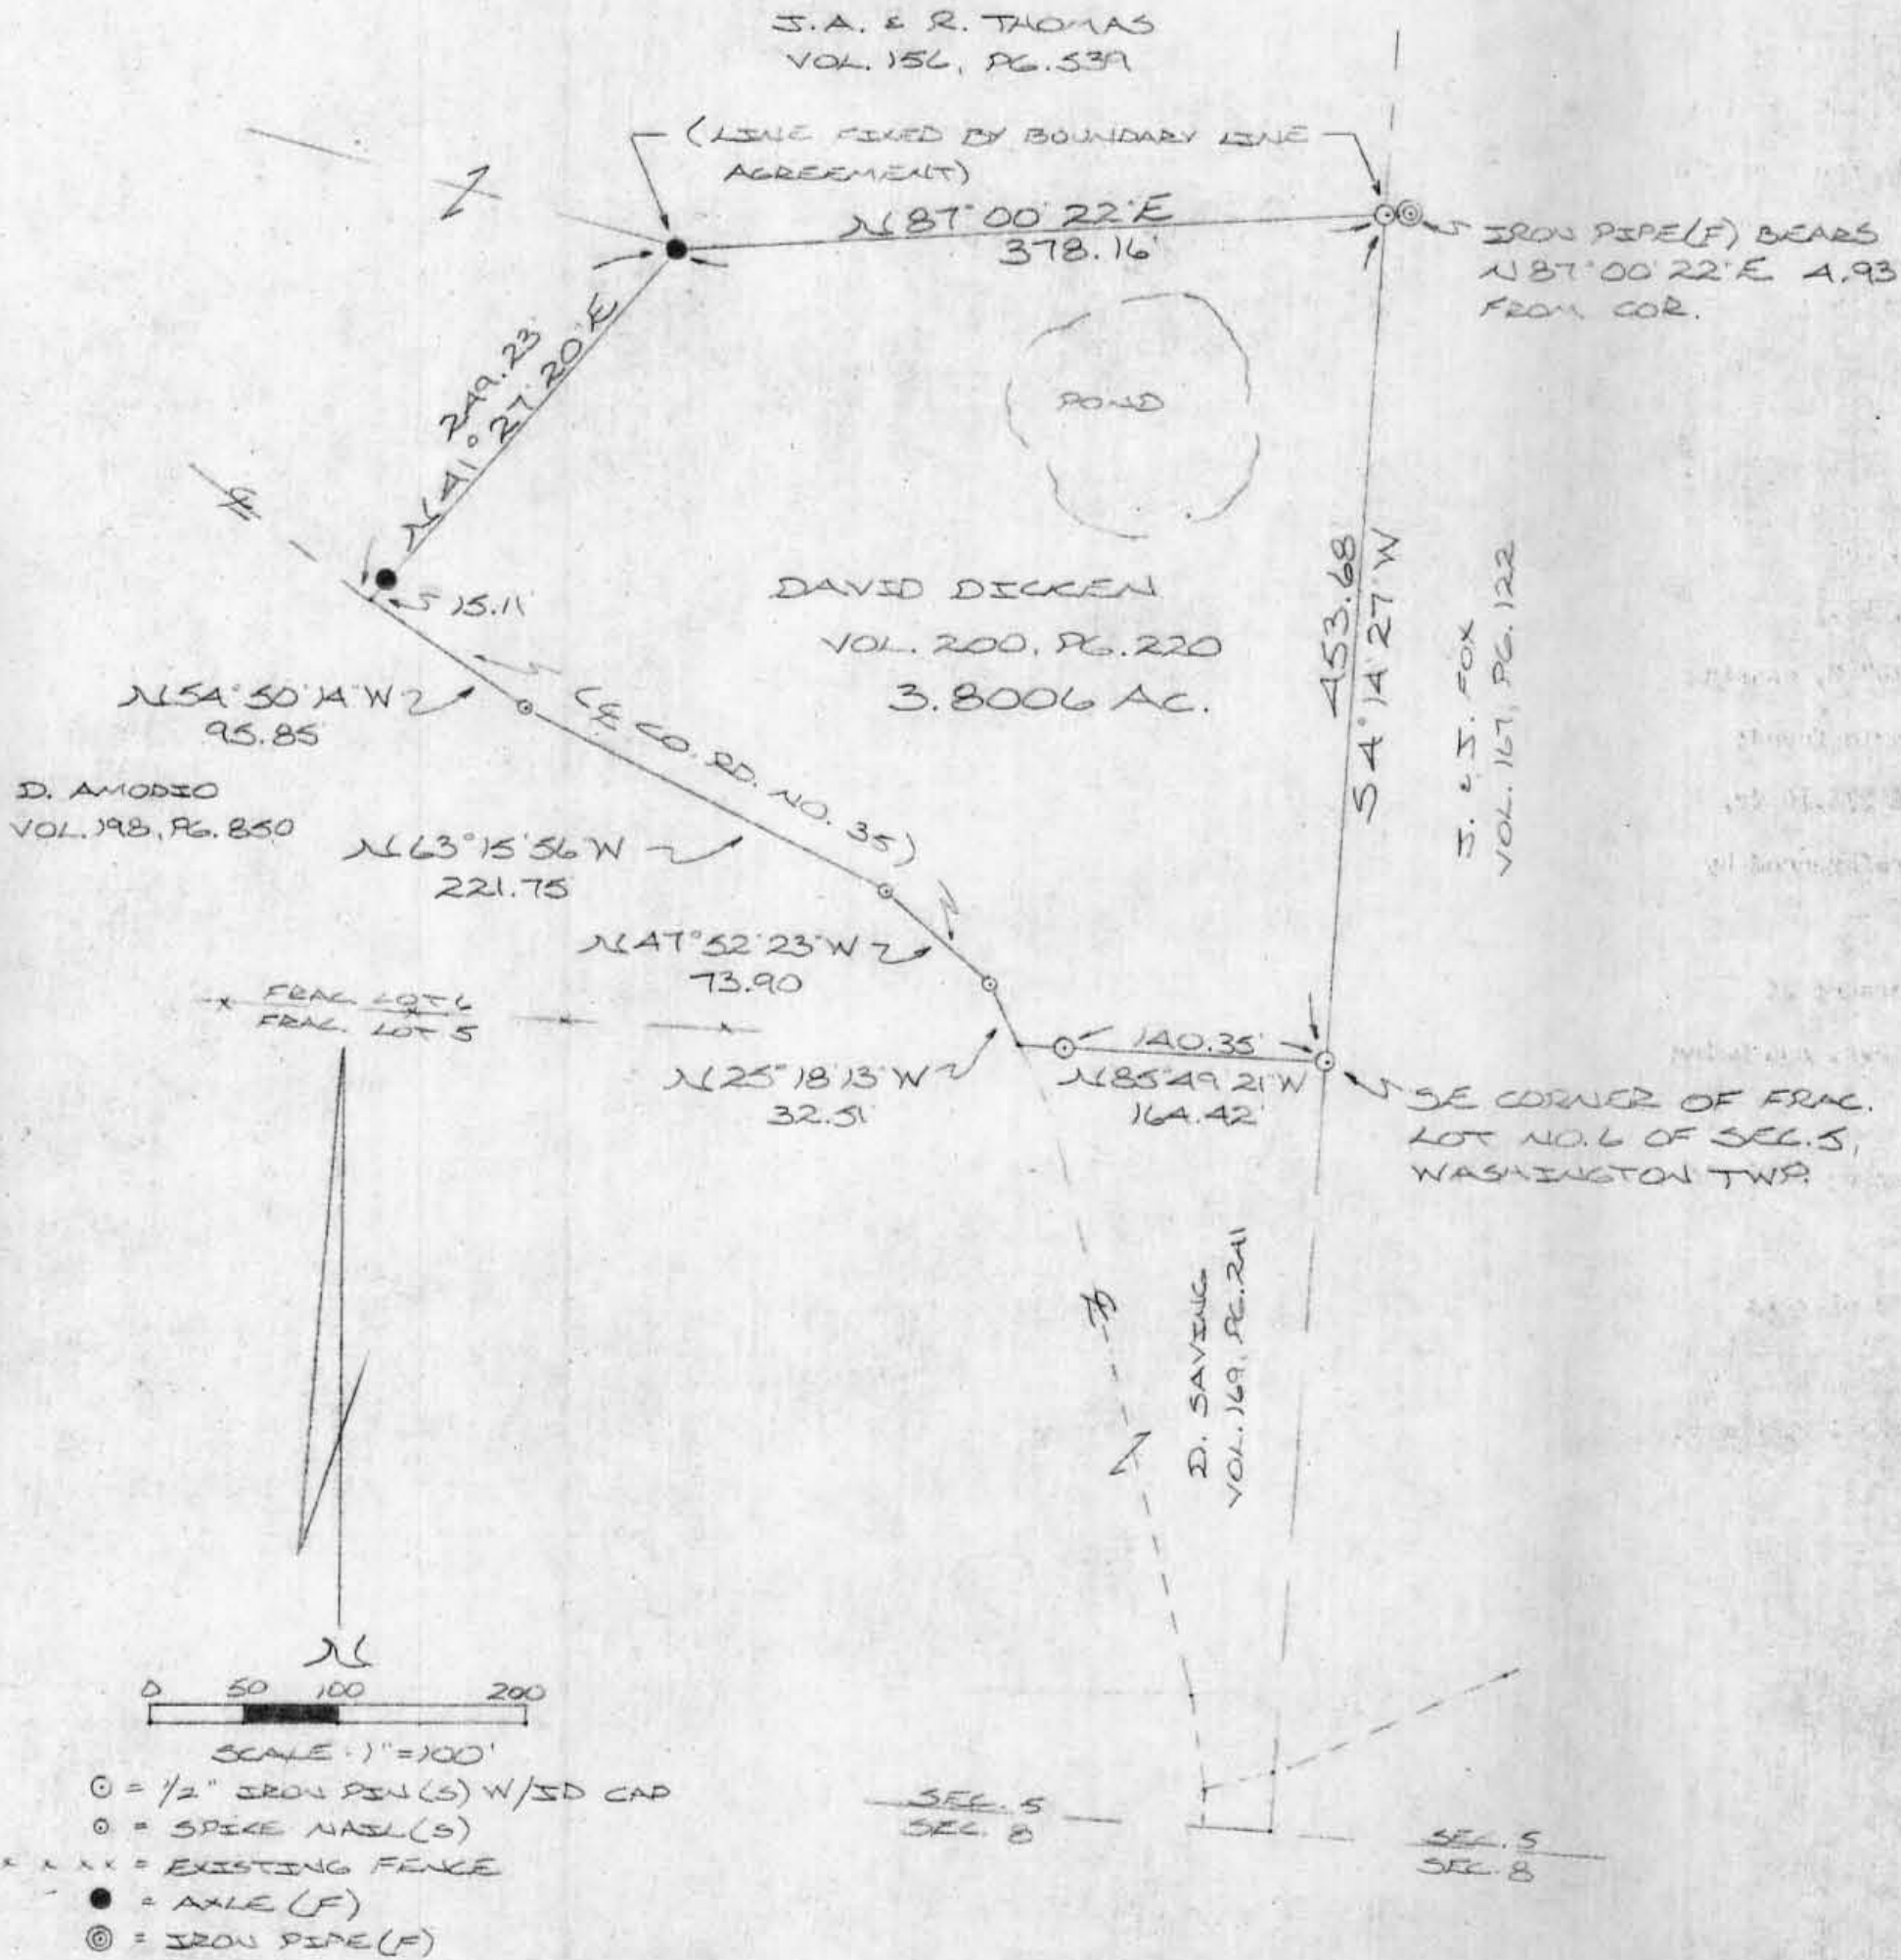 J.A. & R. THOMAS
VOL. 156, PG. 539
(LINE FIXED BY BOUNDARY LINE
AGREEMENT)
N 87° 00' 22" E
378.16'
IRON PIPE(F) BEARS
N 87° 00' 22" E 4.93
FROM COR.
249.23'
N 41° 27' 20" E
POND
15.11'
DAVID DICKEN
VOL. 200, PG. 220
3.8006 AC.
453.68
S 4° 14' 27" W
J. & J. FOX
VOL. 167, PG. 122
N 54° 50' 14" W
95.85'
(℄ CO. RD. NO. 35)
D. AMODIO
VOL. 198, PG. 850
N 63° 15' 56" W
221.75'
N 47° 52' 23" W
73.90
FRAC. LOT 6
FRAC. LOT 5
140.35'
N 25° 18' 13" W
32.51'
N 85° 49' 21" W
164.42'
SE CORNER OF FRAC.
LOT NO. 6 OF SEC. 5,
WASHINGTON TWP.
D. SAVING
VOL. 169, PG. 241
N
0 50 100 200
SCALE: 1" = 100'
⊙ = 1/2" IRON PIN(S) W/ID CAP
⊙ = SPIKE NAIL(S)
x x x x = EXISTING FENCE
● = AXLE (F)
◎ = IRON PIPE(F)
SEC. 5
SEC. 8
SEC. 5
SEC. 8